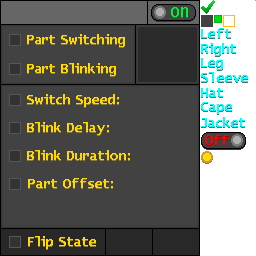 ON
Part Switching
Part Blinking
Switch Speed:
Blink Delay:
Blink Duration:
Part Offset:
Flip State
Left
Right
Leg
Sleeve
Hat
Cape
Jacket
Off